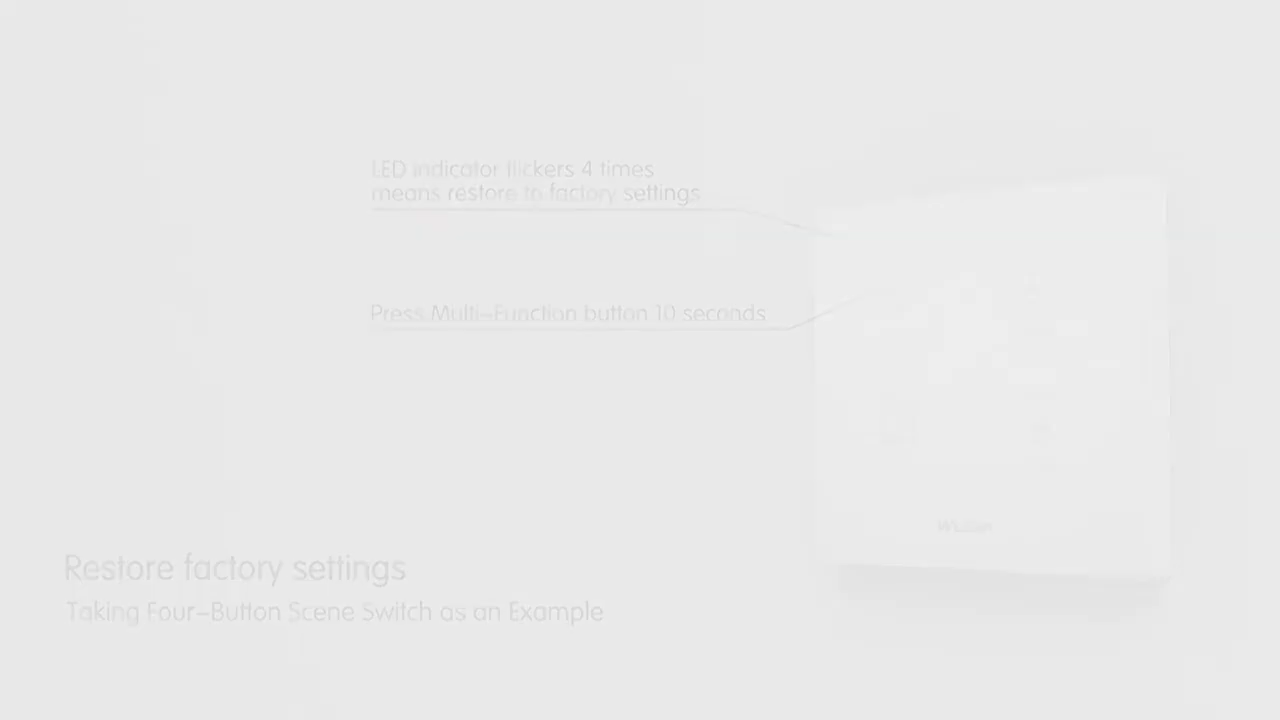 LED indicator flickers 4 times
means restore to factory settings
Press Multi-Function button 10 seconds
Restore factory settings
Taking Four-Button Scene Switch as an Example